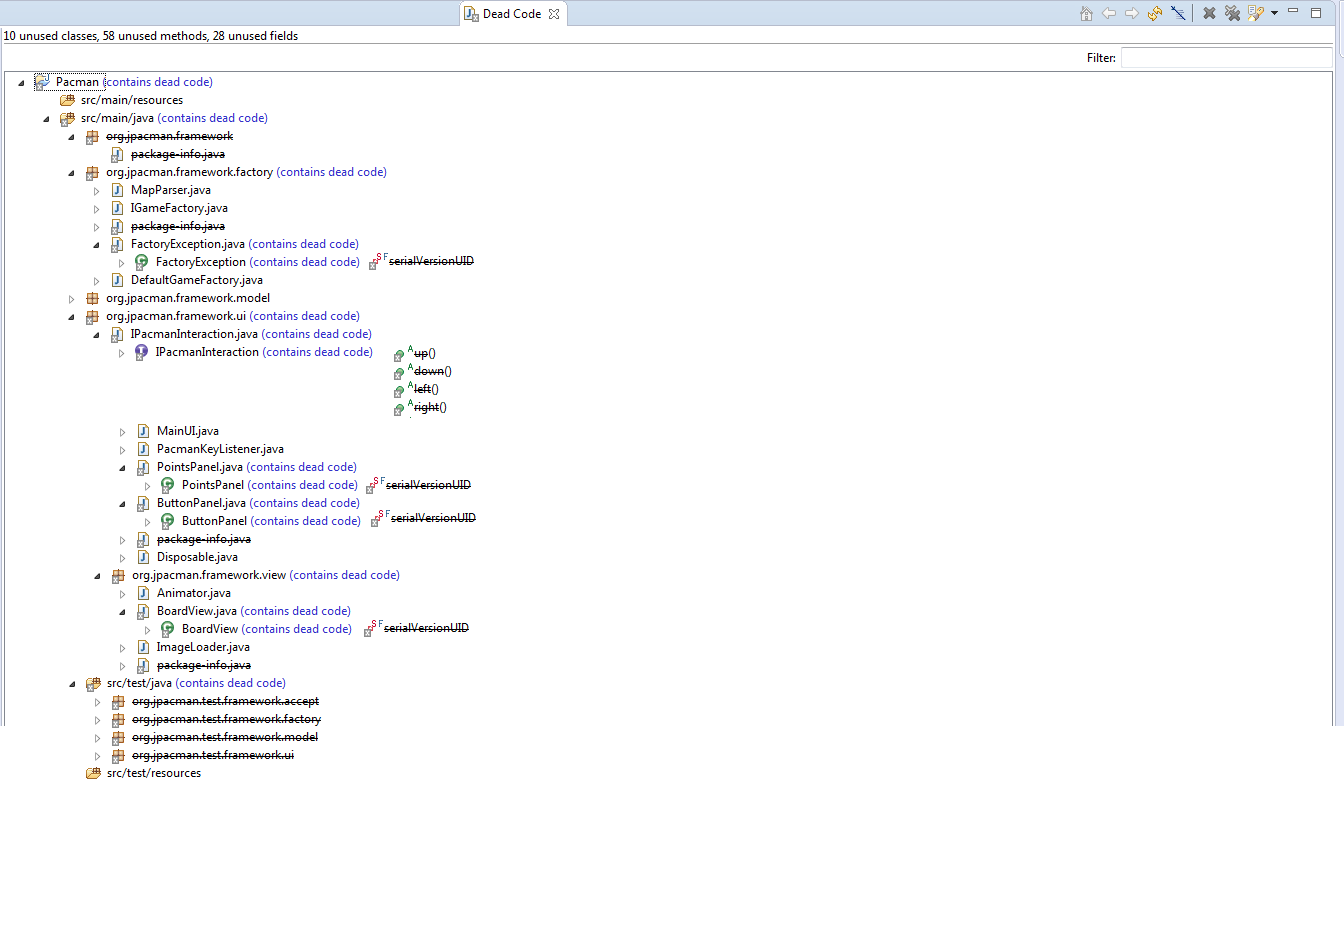 Dead Code
10 unused classes, 58 unused methods, 28 unused fields
Filter:
Pacman (contains dead code)
src/main/resources
src/main/java (contains dead code)
org.jpacman.framework
package-info.java
org.jpacman.framework.factory (contains dead code)
MapParser.java
IGameFactory.java
package-info.java
FactoryException.java (contains dead code)
FactoryException (contains dead code) S F serialVersionUID
DefaultGameFactory.java
org.jpacman.framework.model
org.jpacman.framework.ui (contains dead code)
IPacmanInteraction.java (contains dead code)
IPacmanInteraction (contains dead code) A up()
A down()
A left()
A right()
MainUI.java
PacmanKeyListener.java
PointsPanel.java (contains dead code)
PointsPanel (contains dead code) S F serialVersionUID
ButtonPanel.java (contains dead code)
ButtonPanel (contains dead code) S F serialVersionUID
package-info.java
Disposable.java
org.jpacman.framework.view (contains dead code)
Animator.java
BoardView.java (contains dead code)
BoardView (contains dead code) S F serialVersionUID
ImageLoader.java
package-info.java
src/test/java (contains dead code)
org.jpacman.test.framework.accept
org.jpacman.test.framework.factory
org.jpacman.test.framework.model
org.jpacman.test.framework.ui
src/test/resources